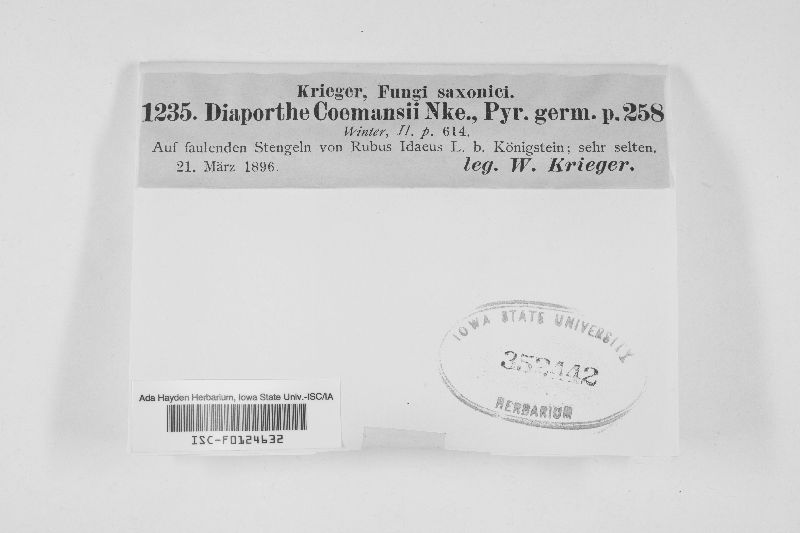 Krieger, Fungi saxonici.
1235. Diaporthe Coemansii Nke., Pyr. germ. p. 258
Winter, II. p. 614.
Auf faulenden Stengeln von Rubus Idaeus L. b. Königstein; sehr selten.
21. März 1896. leg. W. Krieger.
IOWA STATE UNIVERSITY
352442
HERBARIUM
Ada Hayden Herbarium, Iowa State Univ.-ISC/IA
ISC-F0124632